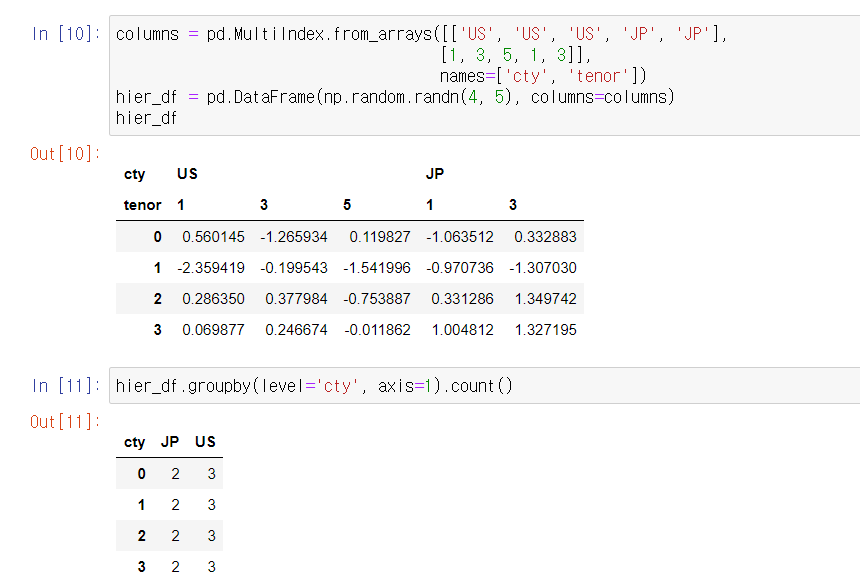 In [10]: columns = pd.MultiIndex.from_arrays([['US', 'US', 'US', 'JP', 'JP'],
[1, 3, 5, 1, 3]],
names=['cty', 'tenor'])
hier_df = pd.DataFrame(np.random.randn(4, 5), columns=columns)
hier_df
Out[10]:
cty US JP
tenor 1 3 5 1 3
0 0.560145 -1.265934 0.119827 -1.063512 0.332883
1 -2.359419 -0.199543 -1.541996 -0.970736 -1.307030
2 0.286350 0.377984 -0.753887 0.331286 1.349742
3 0.069877 0.246674 -0.011862 1.004812 1.327195
In [11]: hier_df.groupby(level='cty', axis=1).count()
Out[11]:
cty JP US
0 2 3
1 2 3
2 2 3
3 2 3